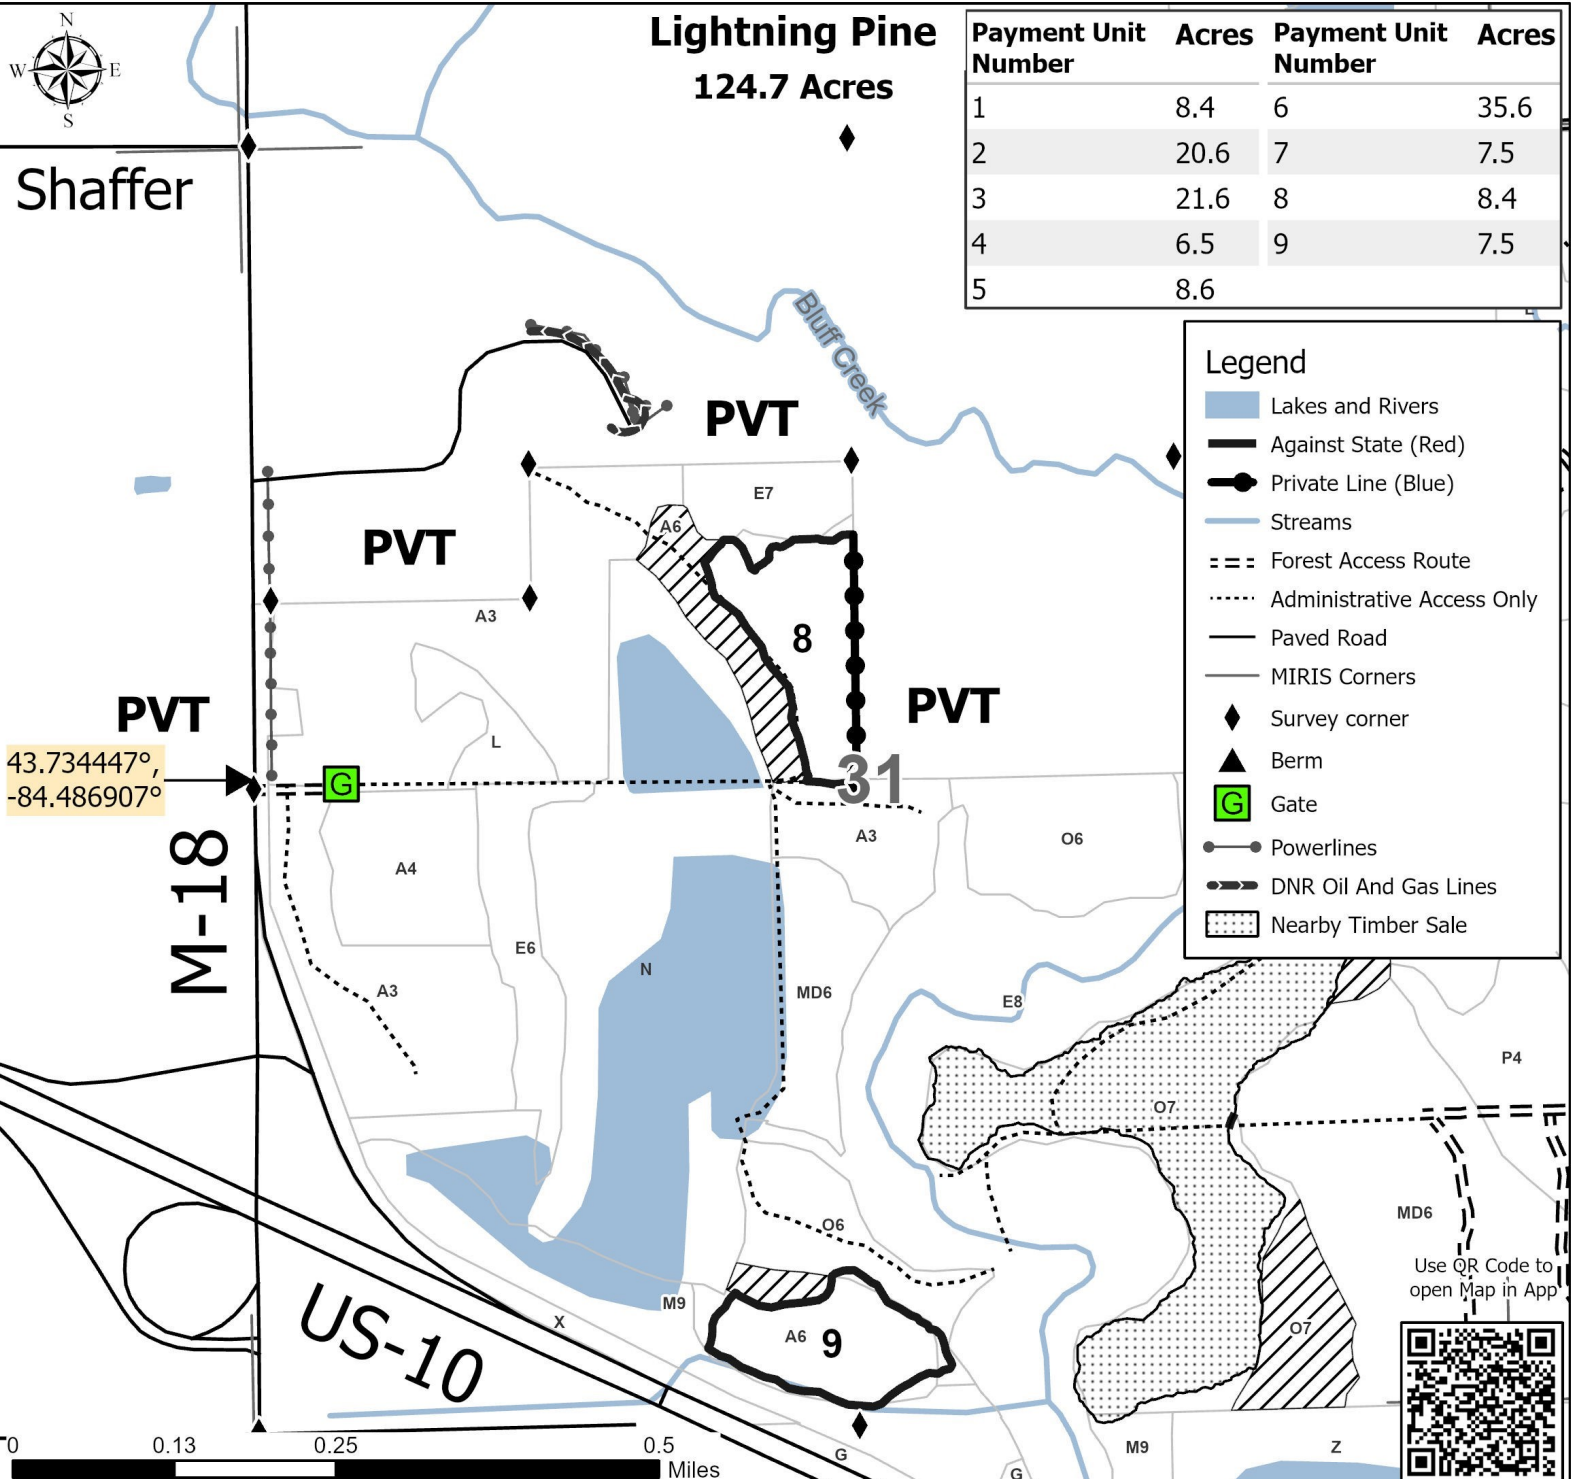 Lightning Pine
124.7 Acres
N
W E
S
Payment Unit Number Acres Payment Unit Number Acres
1 8.4 6 35.6
2 20.6 7 7.5
3 21.6 8 8.4
4 6.5 9 7.5
5 8.6
Shaffer
Bluff Creek
Legend
Lakes and Rivers
Against State (Red)
Private Line (Blue)
Streams
Forest Access Route
Administrative Access Only
Paved Road
MIRIS Corners
Survey corner
Berm
G Gate
Powerlines
DNR Oil And Gas Lines
Nearby Timber Sale
PVT
E7
A6
PVT
A3
8
PVT
PVT
L
43.734447°,
-84.486907°
G
31
M-18
A3
O6
A4
E6
N
A3
MD6
E8
P4
O7
MD6
O6
Use QR Code to
open Map in App
M9
X
US-10
A6
9
O7
0 0.13 0.25 0.5
Miles
G
G
M9
Z